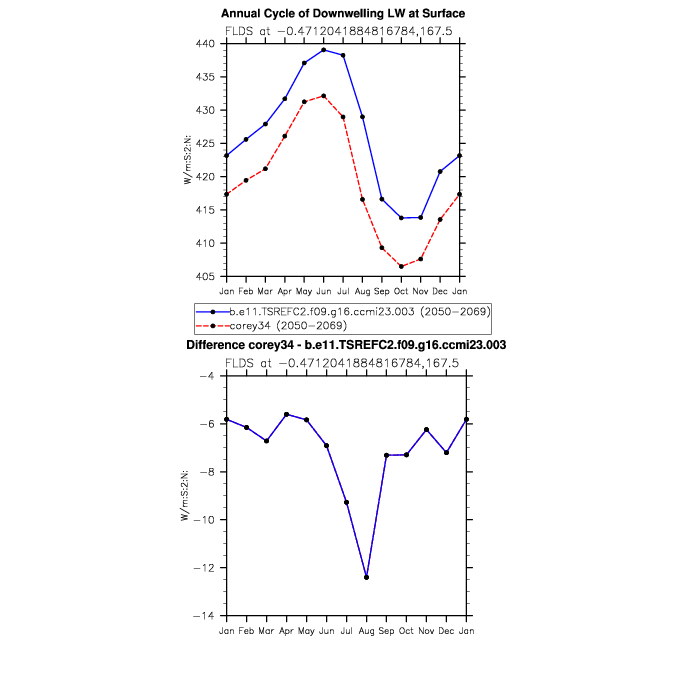 Annual Cycle of Downwelling LW at Surface
FLDS at −0.4712041884816784,167.5
440
435
430
425
420
415
410
405
W/m:S:2:N:
Jan Feb Mar Apr May Jun Jul Aug Sep Oct Nov Dec Jan
b.e11.TSREFC2.f09.g16.ccmi23.003 (2050−2069)
corey34 (2050−2069)
Difference corey34 - b.e11.TSREFC2.f09.g16.ccmi23.003
FLDS at −0.4712041884816784,167.5
−4
−6
−8
−10
−12
−14
W/m:S:2:N:
Jan Feb Mar Apr May Jun Jul Aug Sep Oct Nov Dec Jan